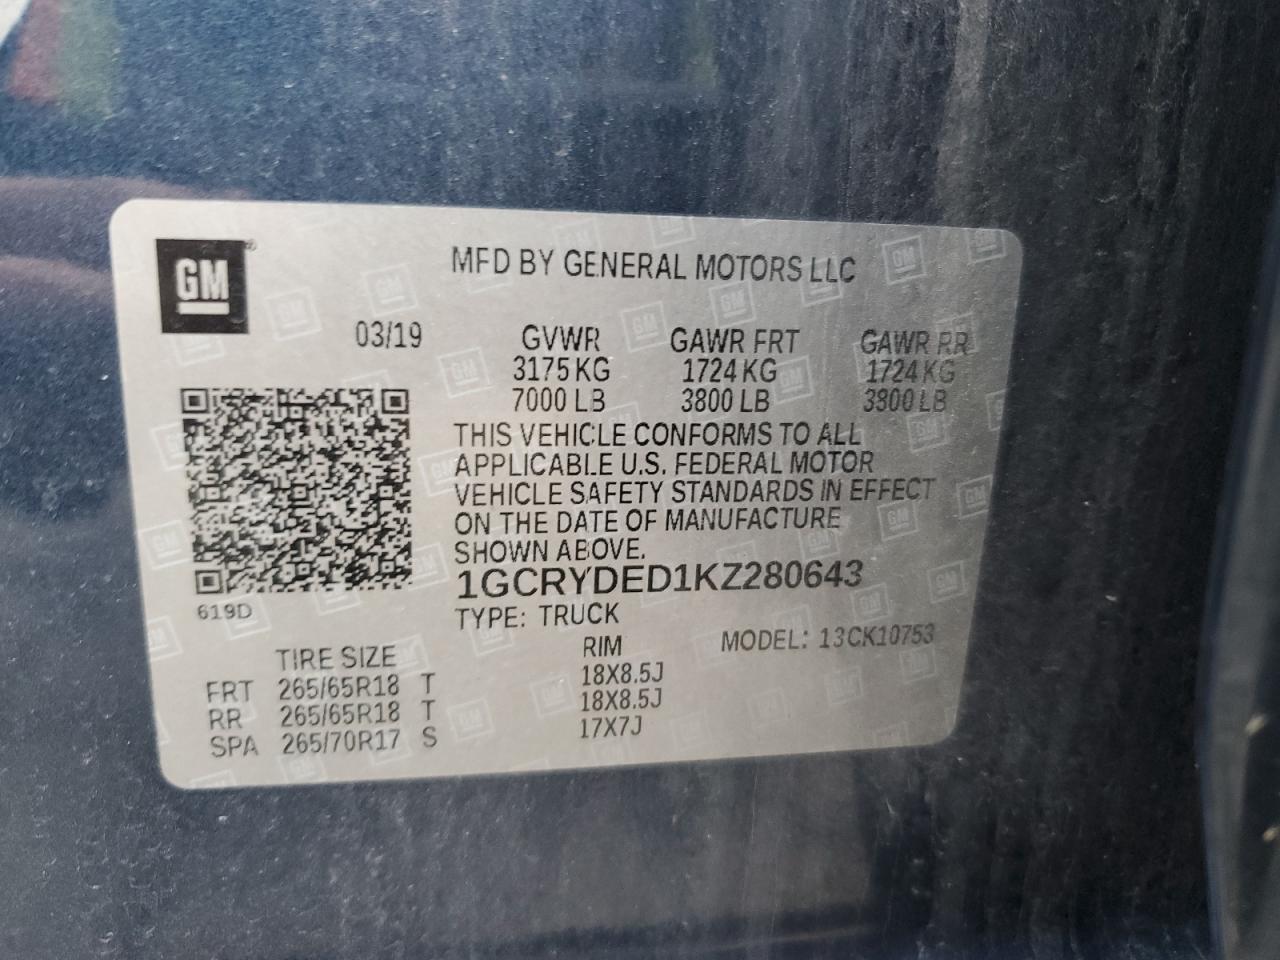 GM
MFD BY GENERAL MOTORS LLC
03/19 GVWR GAWR FRT GAWR RR
3175 KG 1724 KG 1724 KG
7000 LB 3800 LB 3800 LB
THIS VEHICLE CONFORMS TO ALL
APPLICABLE U.S. FEDERAL MOTOR
VEHICLE SAFETY STANDARDS IN EFFECT
ON THE DATE OF MANUFACTURE
SHOWN ABOVE.
1GCRYDED1KZ280643
619D
TYPE: TRUCK
MODEL: 13CK10753
TIRE SIZE RIM
FRT 265/65R18 T 18X8.5J
RR 265/65R18 T 18X8.5J
SPA 265/70R17 S 17X7J